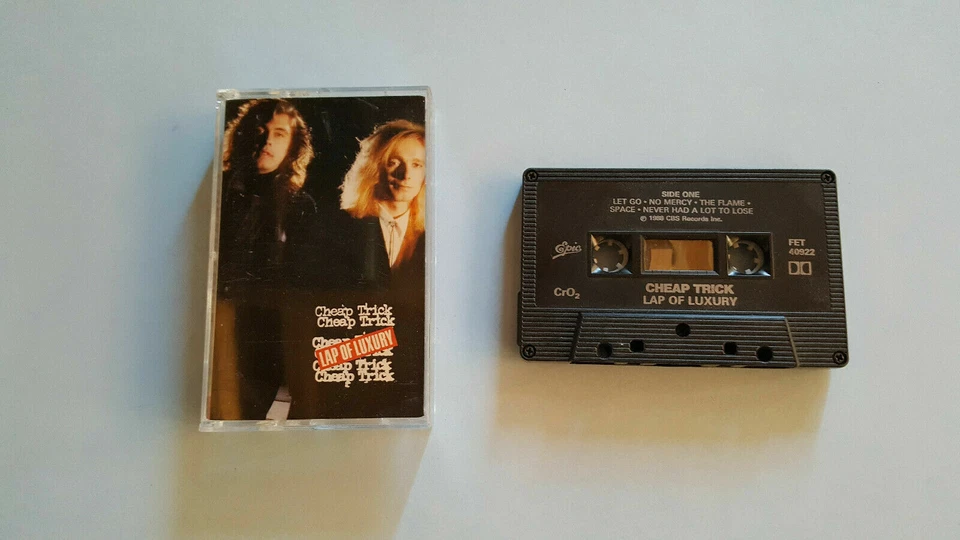 Cheap Trick
Cheap Trick
Cheap Trick
LAP OF LUXURY
Cheap Trick
Cheap Trick
SIDE ONE
LET GO • NO MERCY • THE FLAME •
SPACE • NEVER HAD A LOT TO LOSE
℗ 1988 CBS Records Inc.
Epic
FET
40922
CrO₂
CHEAP TRICK
LAP OF LUXURY